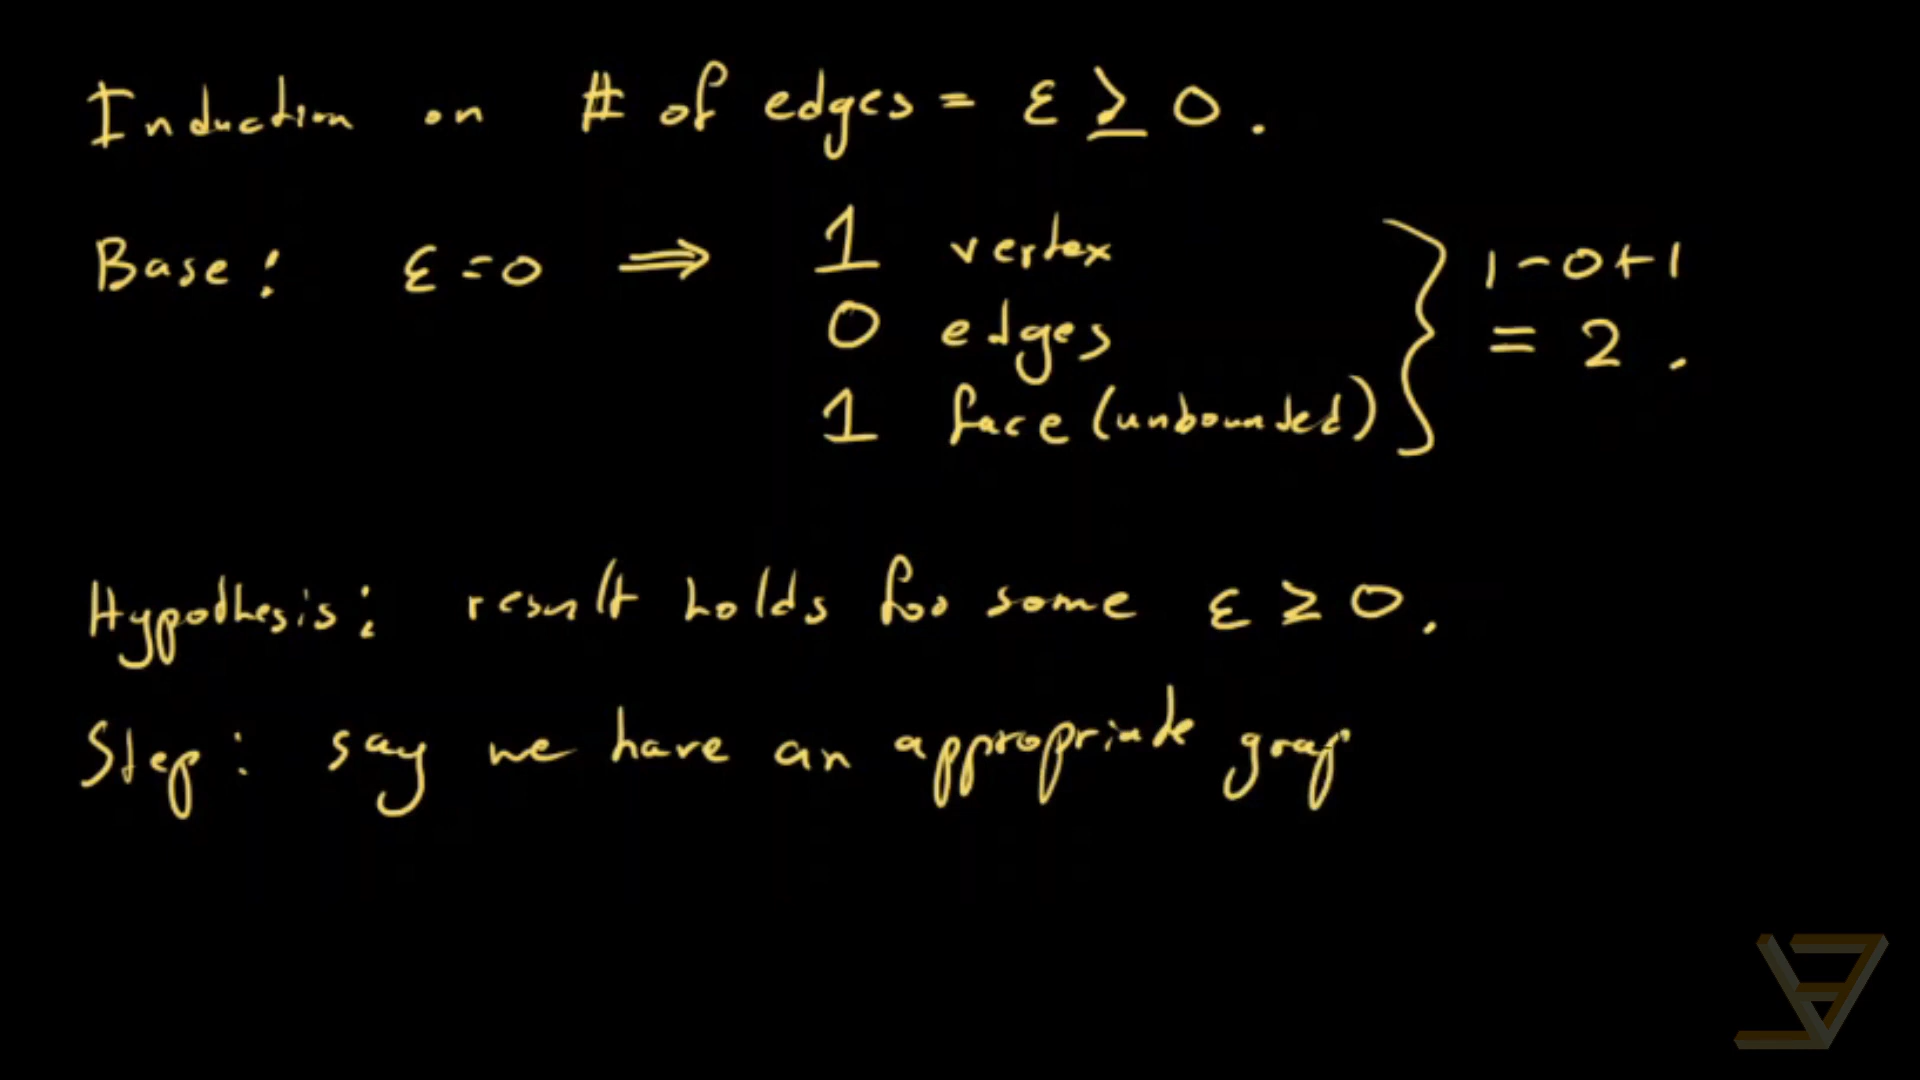 Induction on # of edges = ε ≥ 0.
Base: ε = 0 ⟹ 1 vertex
0 edges
1 face (unbounded)
1 - 0 + 1
= 2.
Hypothesis: result holds for some ε ≥ 0.
Step: say we have an appropriate grap